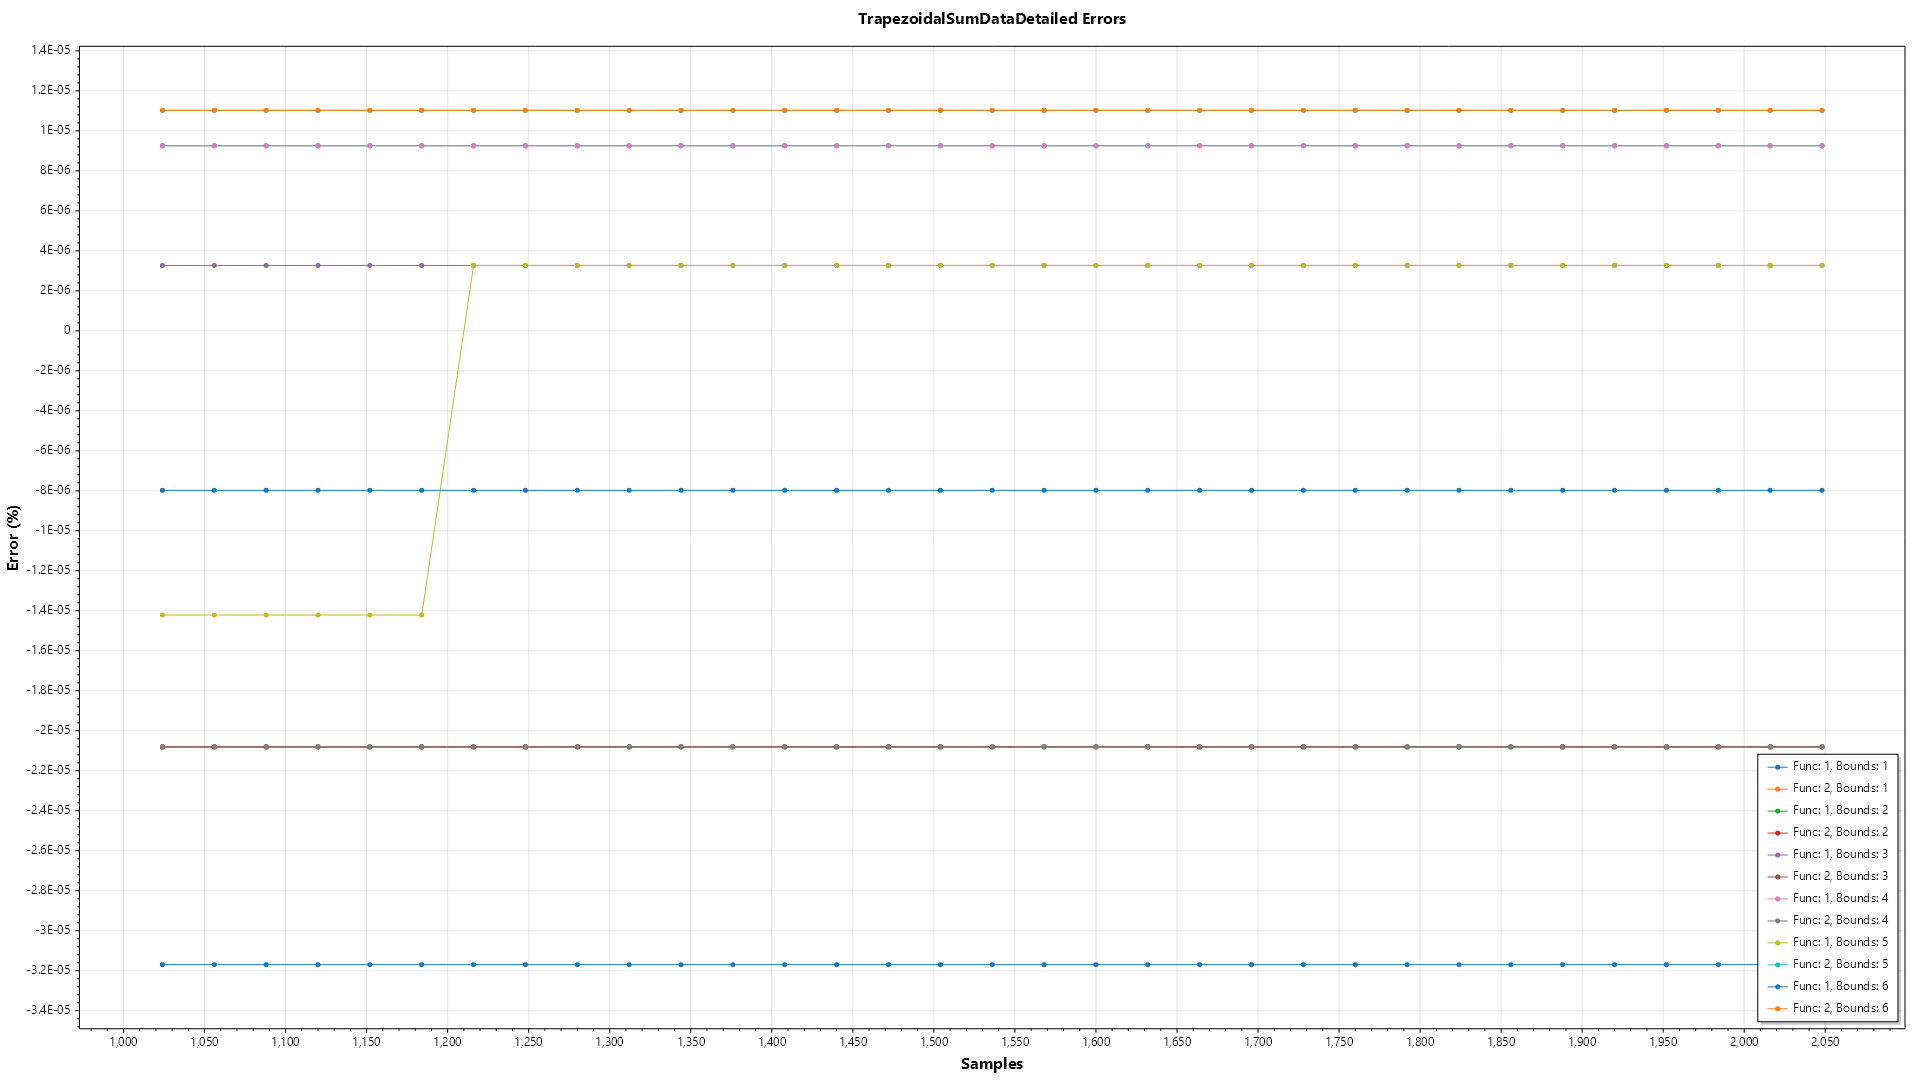 TrapezoidalSumDataDetailed Errors
1.4E-05
1.2E-05
1E-05
8E-06
6E-06
4E-06
2E-06
0
-2E-06
-4E-06
-6E-06
-8E-06
-1E-05
-1.2E-05
-1.4E-05
-1.6E-05
-1.8E-05
-2E-05
-2.2E-05
-2.4E-05
-2.6E-05
-2.8E-05
-3E-05
-3.2E-05
-3.4E-05
Error (%)
Func: 1, Bounds: 1
Func: 2, Bounds: 1
Func: 1, Bounds: 2
Func: 2, Bounds: 2
Func: 1, Bounds: 3
Func: 2, Bounds: 3
Func: 1, Bounds: 4
Func: 2, Bounds: 4
Func: 1, Bounds: 5
Func: 2, Bounds: 5
Func: 1, Bounds: 6
Func: 2, Bounds: 6
1,000 1,050 1,100 1,150 1,200 1,250 1,300 1,350 1,400 1,450 1,500 1,550 1,600 1,650 1,700 1,750 1,800 1,850 1,900 1,950 2,000 2,050
Samples